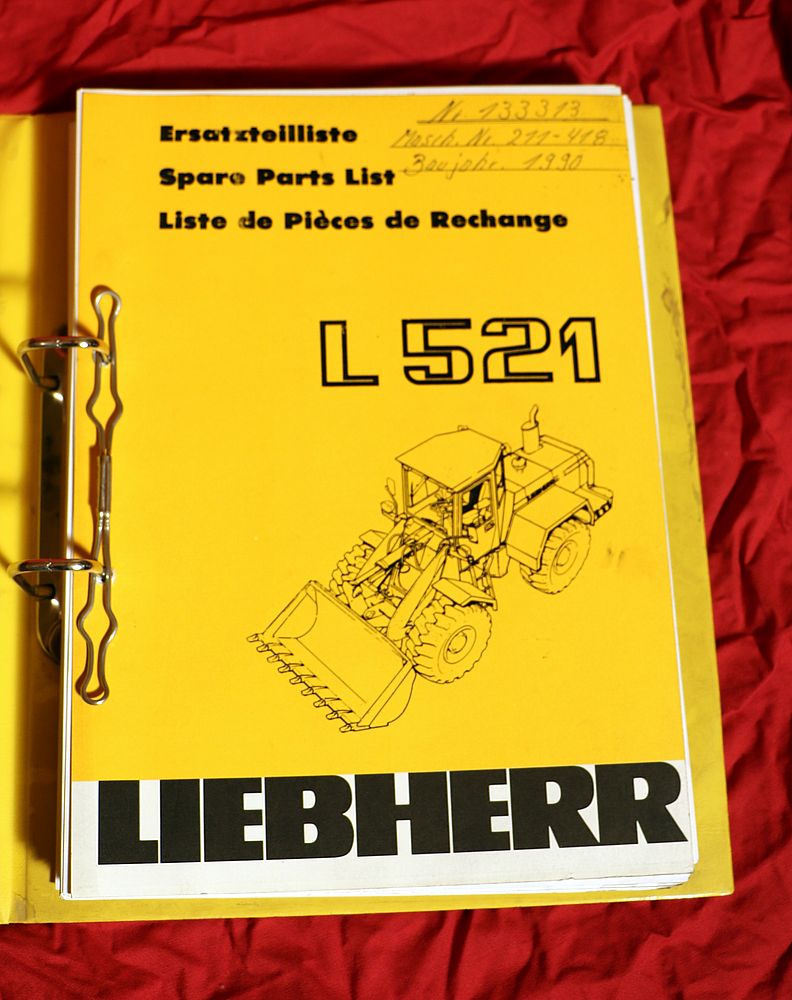 Nr. 133313
Masch. Nr. 211-418
Baujahr. 1990
Ersatzteilliste
Spare Parts List
Liste de Pièces de Rechange
L 521
LIEBHERR